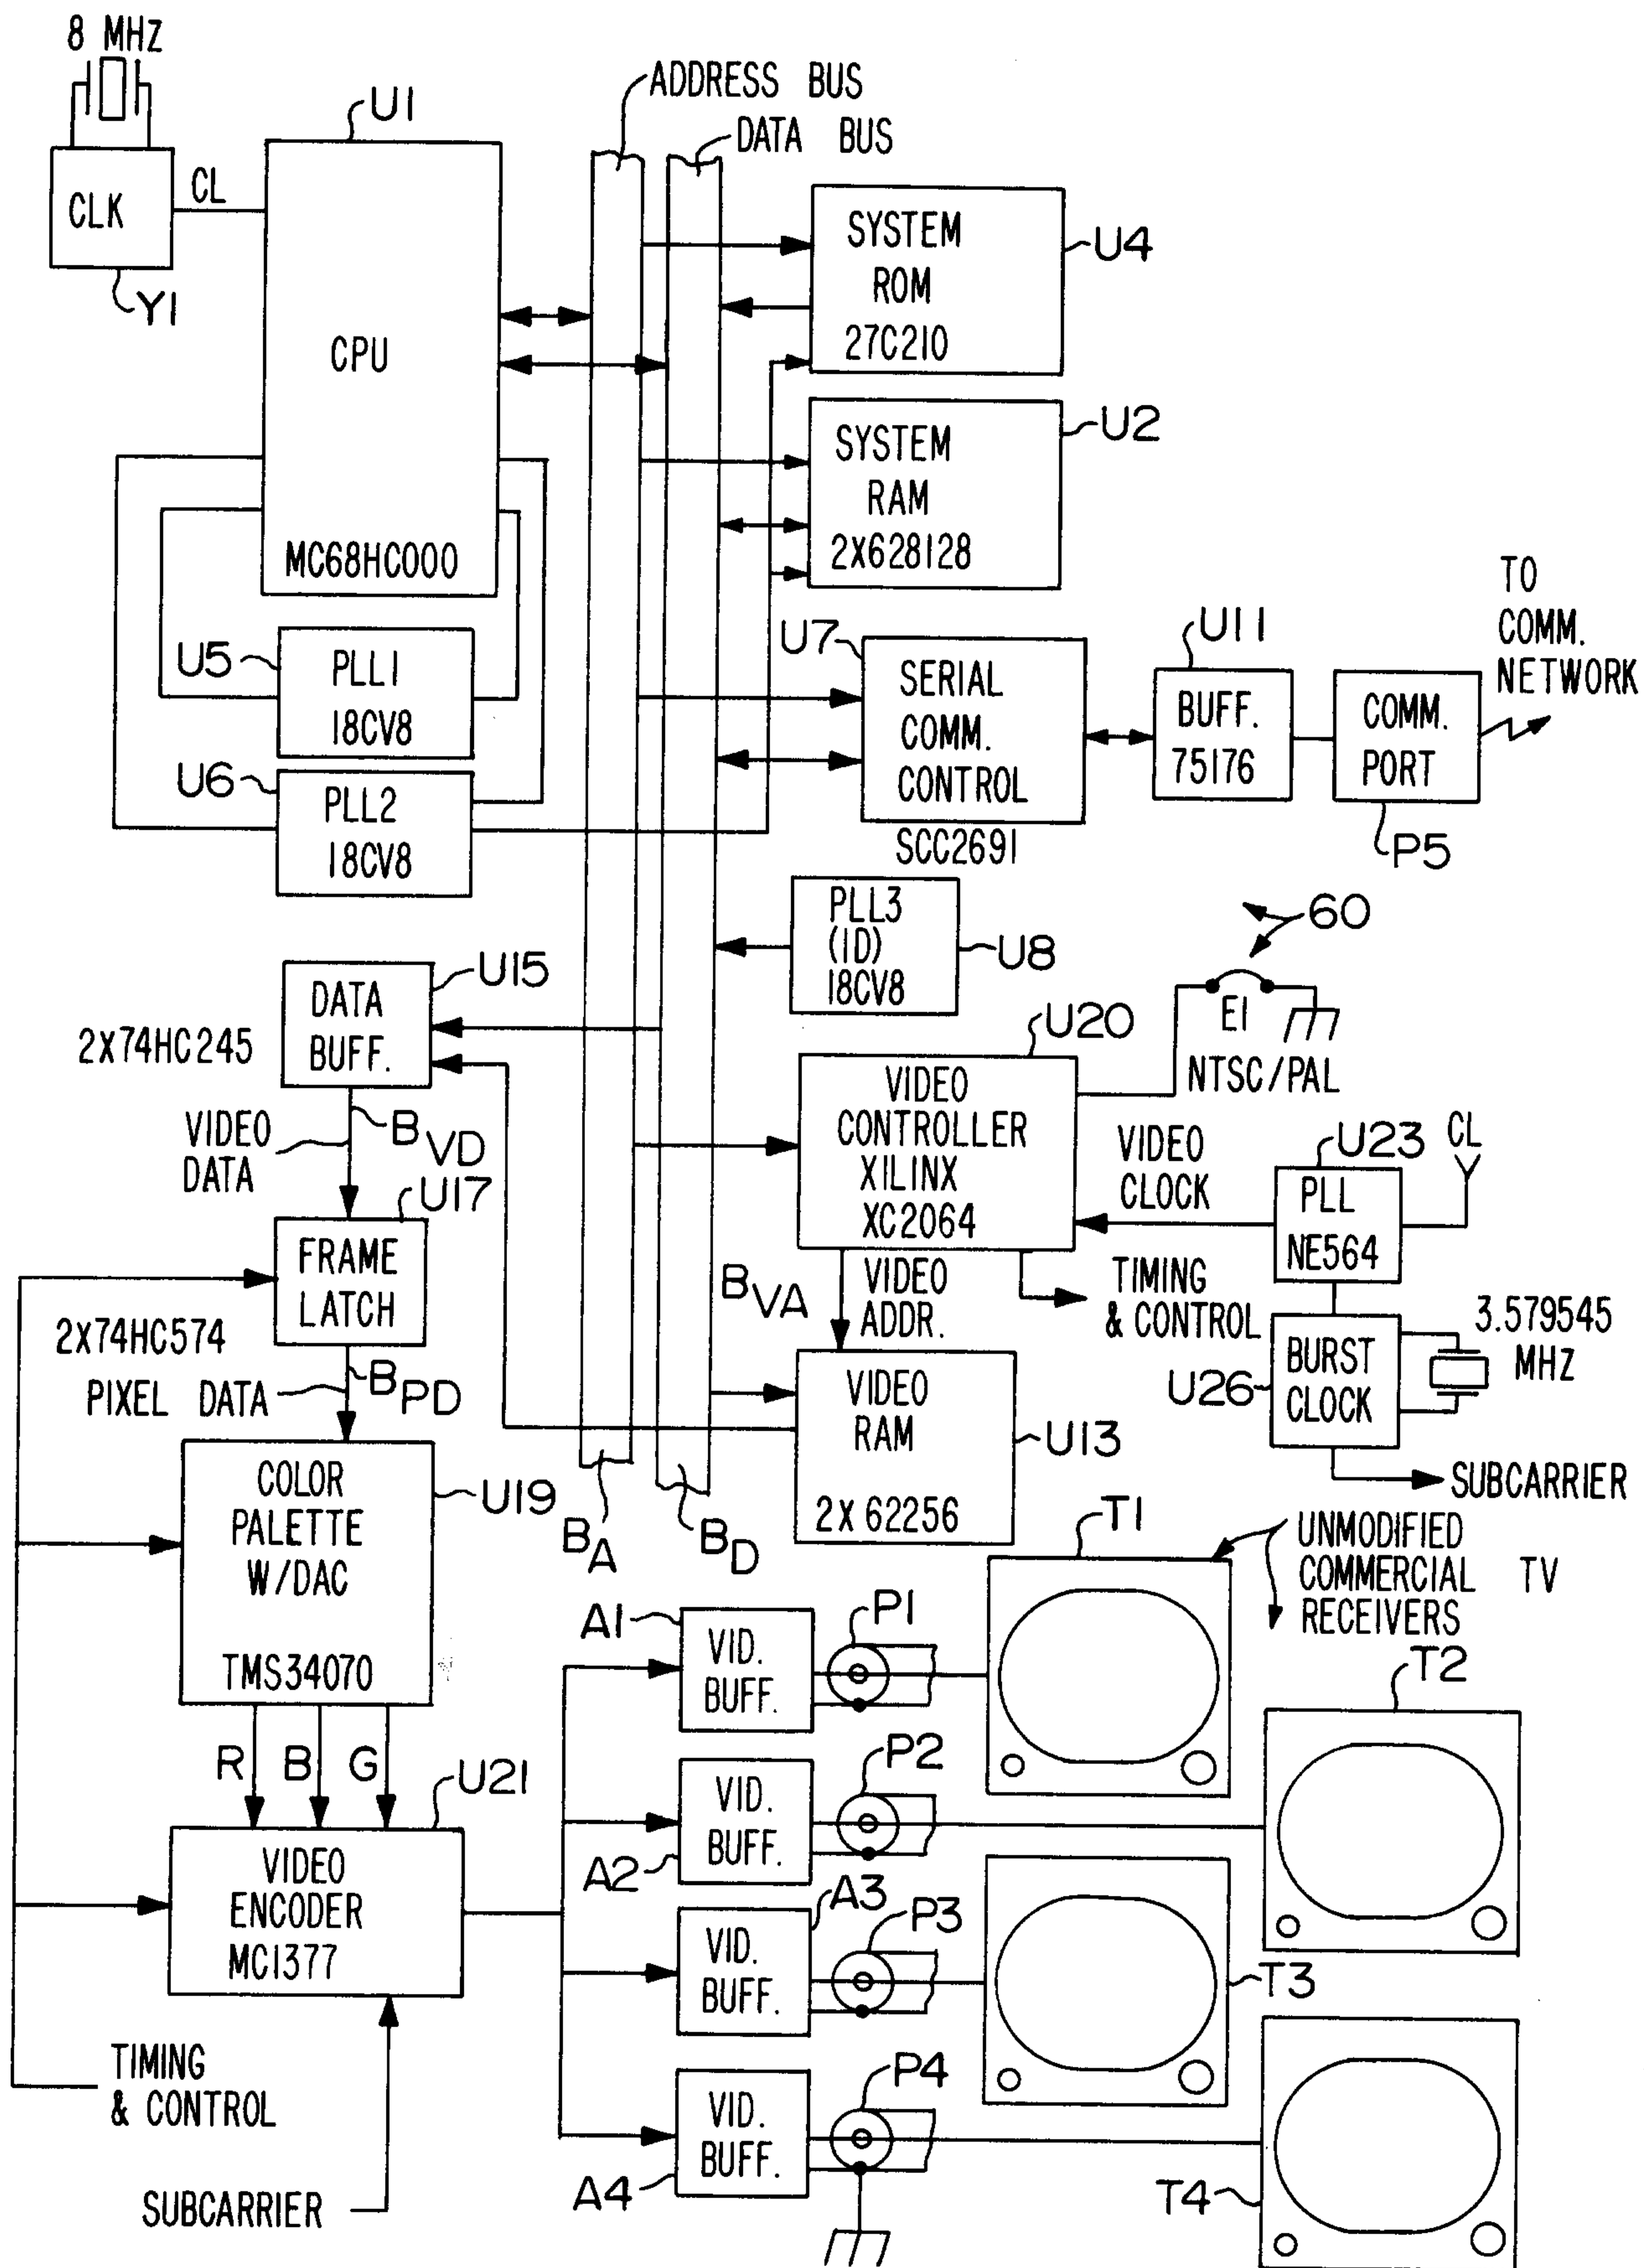 8 MHZ
CLK
CL
Y1
U1
CPU
MC68HC000
ADDRESS BUS
DATA BUS
SYSTEM
ROM
27C210
U4
SYSTEM
RAM
2X628128
U2
U5
PLL1
18CV8
U6
PLL2
18CV8
U7
SERIAL
COMM.
CONTROL
SCC2691
U11
BUFF.
75176
COMM.
PORT
P5
TO
COMM.
NETWORK
PLL3
(ID)
18CV8
U8
60
E1
NTSC/PAL
U15
DATA
BUFF.
2X74HC245
VIDEO
DATA
BVD
U17
FRAME
LATCH
2X74HC574
PIXEL DATA
BPD
U20
VIDEO
CONTROLLER
XILINX
XC2064
VIDEO
CLOCK
U23
CL
PLL
NE564
BVA
VIDEO
ADDR.
TIMING
& CONTROL
U26
BURST
CLOCK
3.579545
MHZ
SUBCARRIER
VIDEO
RAM
2X62256
U13
COLOR
PALETTE
W/DAC
TMS34070
U19
BA
BD
R B G
U21
VIDEO
ENCODER
MC1377
TIMING
& CONTROL
SUBCARRIER
A1
VID.
BUFF.
P1
T1
UNMODIFIED
COMMERCIAL TV
RECEIVERS
A2
VID.
BUFF.
P2
T2
A3
VID.
BUFF.
P3
T3
A4
VID.
BUFF.
P4
T4